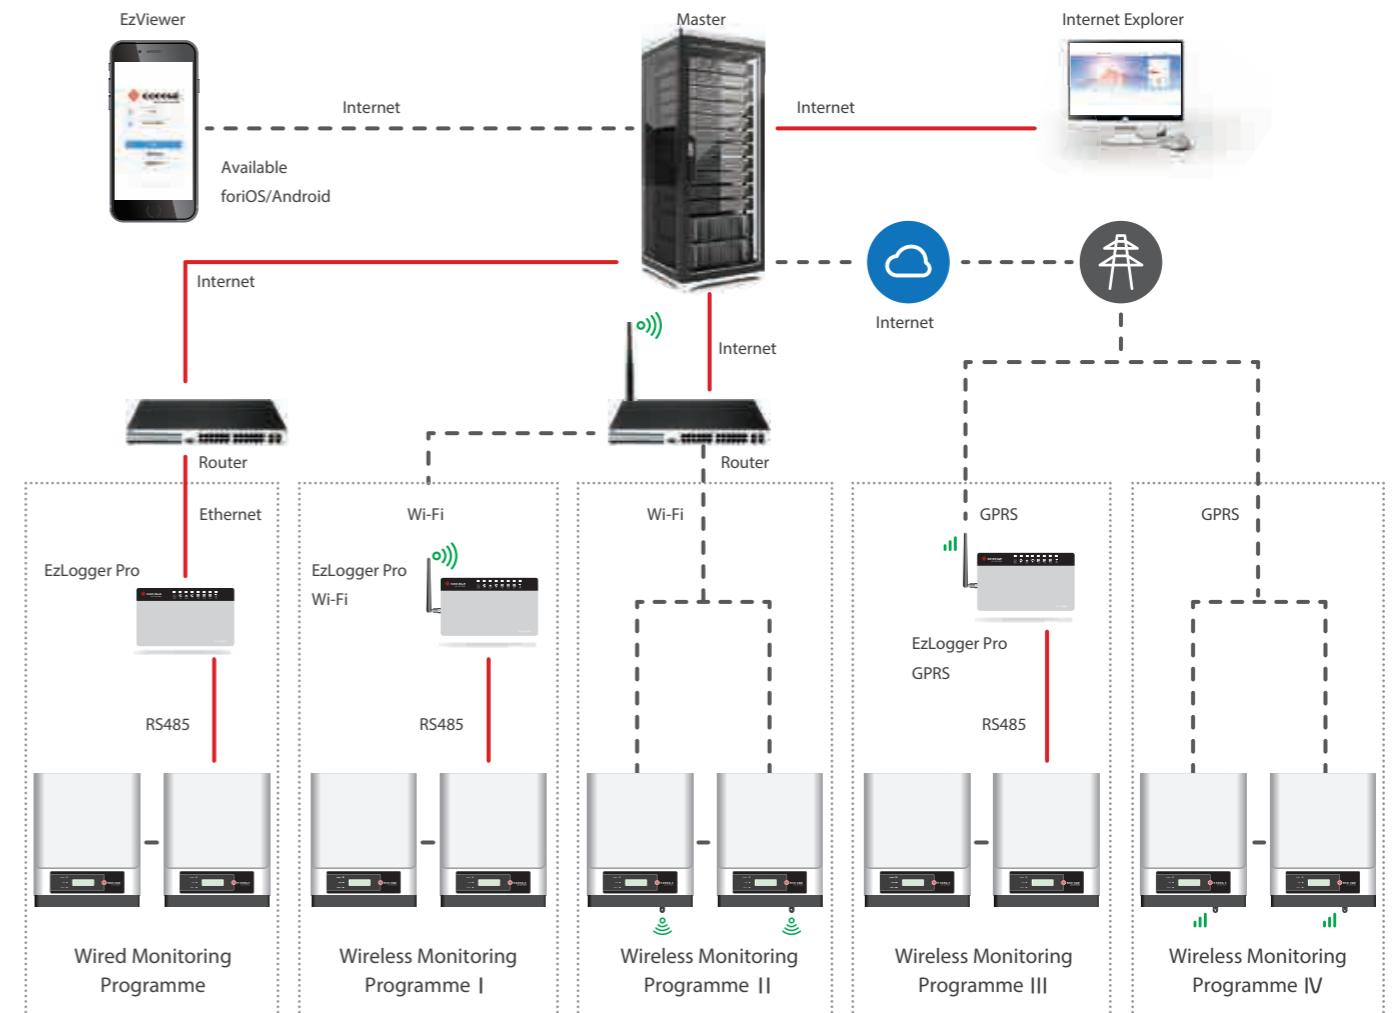 EzViewer
Master
Internet Explorer
Internet
Internet
Available
foriOS/Android
Internet
Internet
Internet
Router
Router
Ethernet
Wi-Fi
Wi-Fi
GPRS
GPRS
EzLogger Pro
EzLogger Pro
Wi-Fi
EzLogger Pro
GPRS
RS485
RS485
RS485
Wired Monitoring
Programme
Wireless Monitoring
Programme I
Wireless Monitoring
Programme II
Wireless Monitoring
Programme III
Wireless Monitoring
Programme IV